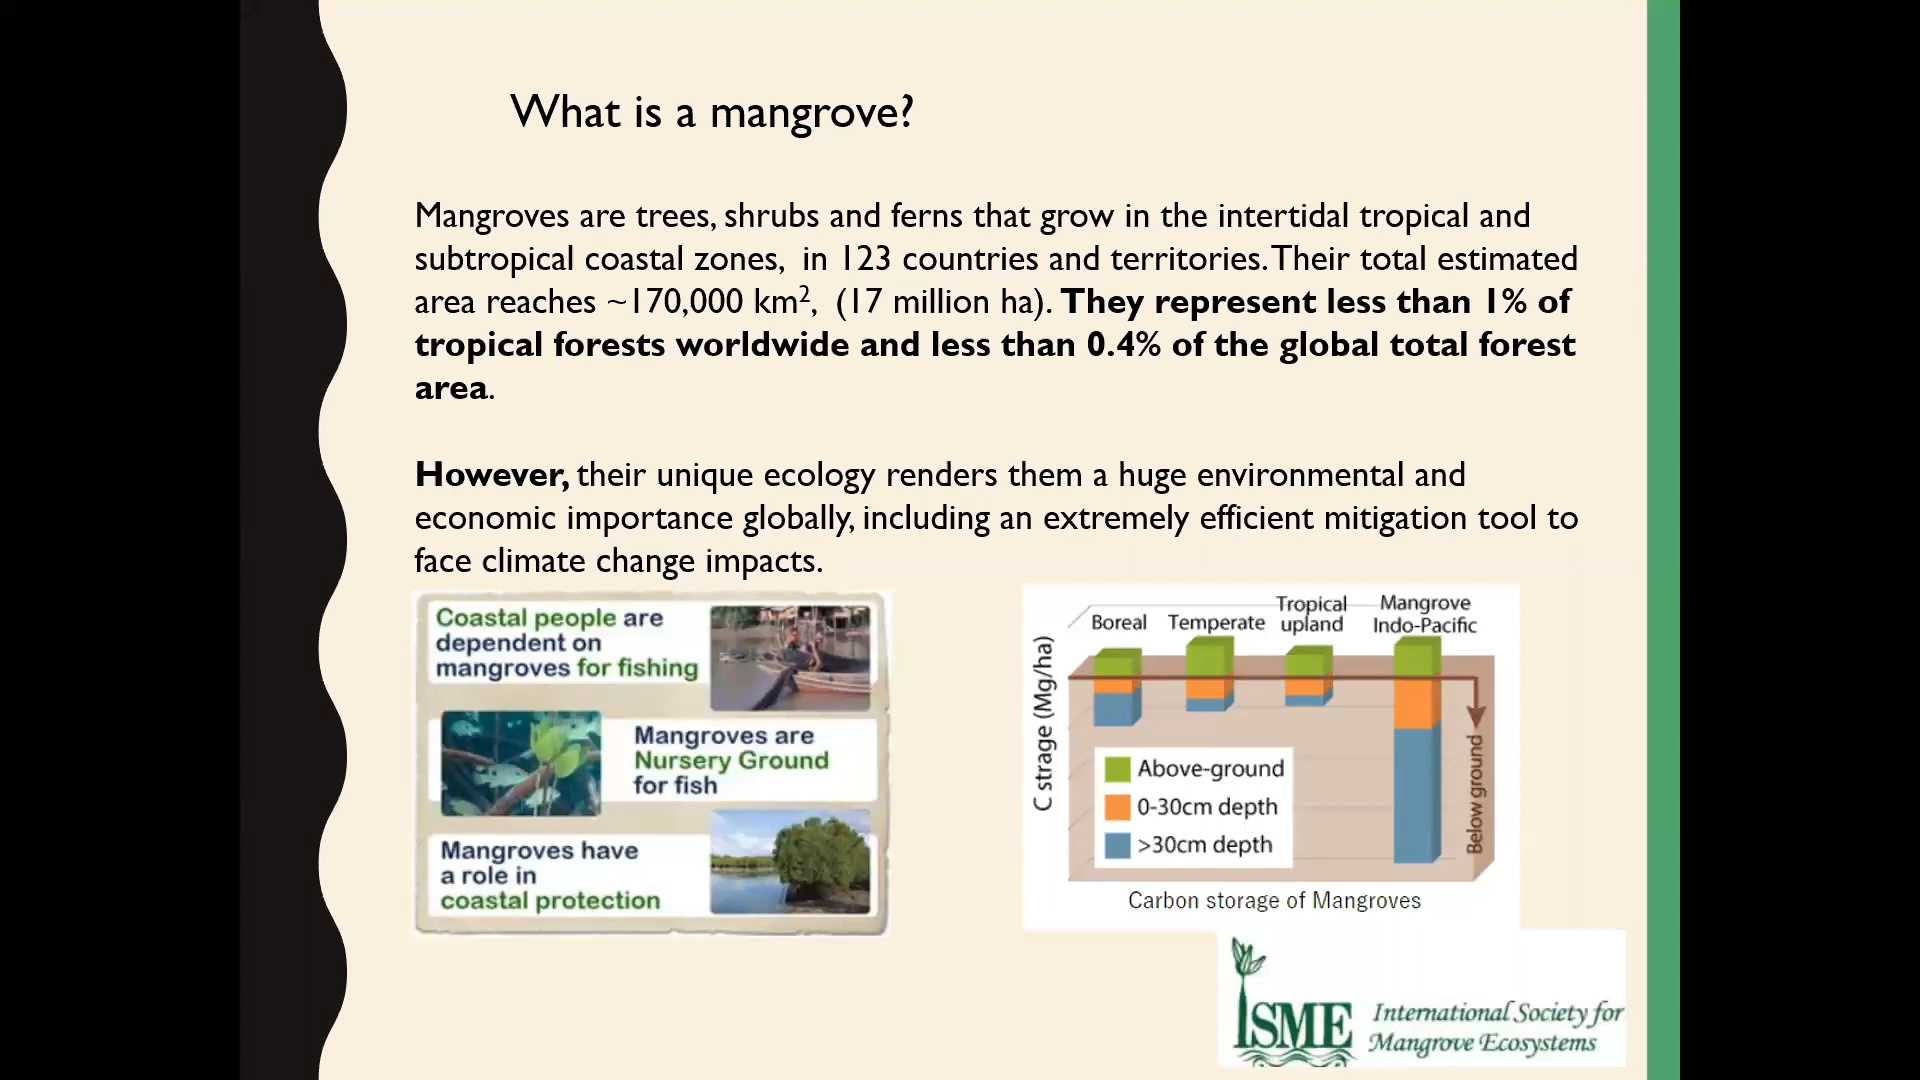 What is a mangrove?
Mangroves are trees, shrubs and ferns that grow in the intertidal tropical and
subtropical coastal zones, in 123 countries and territories. Their total estimated
area reaches ~170,000 km², (17 million ha). They represent less than 1% of
tropical forests worldwide and less than 0.4% of the global total forest
area.
However, their unique ecology renders them a huge environmental and
economic importance globally, including an extremely efficient mitigation tool to
face climate change impacts.
Coastal people are
dependent on
mangroves for fishing
Mangroves are
Nursery Ground
for fish
Mangroves have
a role in
coastal protection
Boreal
Temperate
Tropical
upland
Mangrove
Indo-Pacific
C strage (Mg/ha)
Above-ground
0-30cm depth
>30cm depth
Below ground
Carbon storage of Mangroves
ISME
International Society for
Mangrove Ecosystems